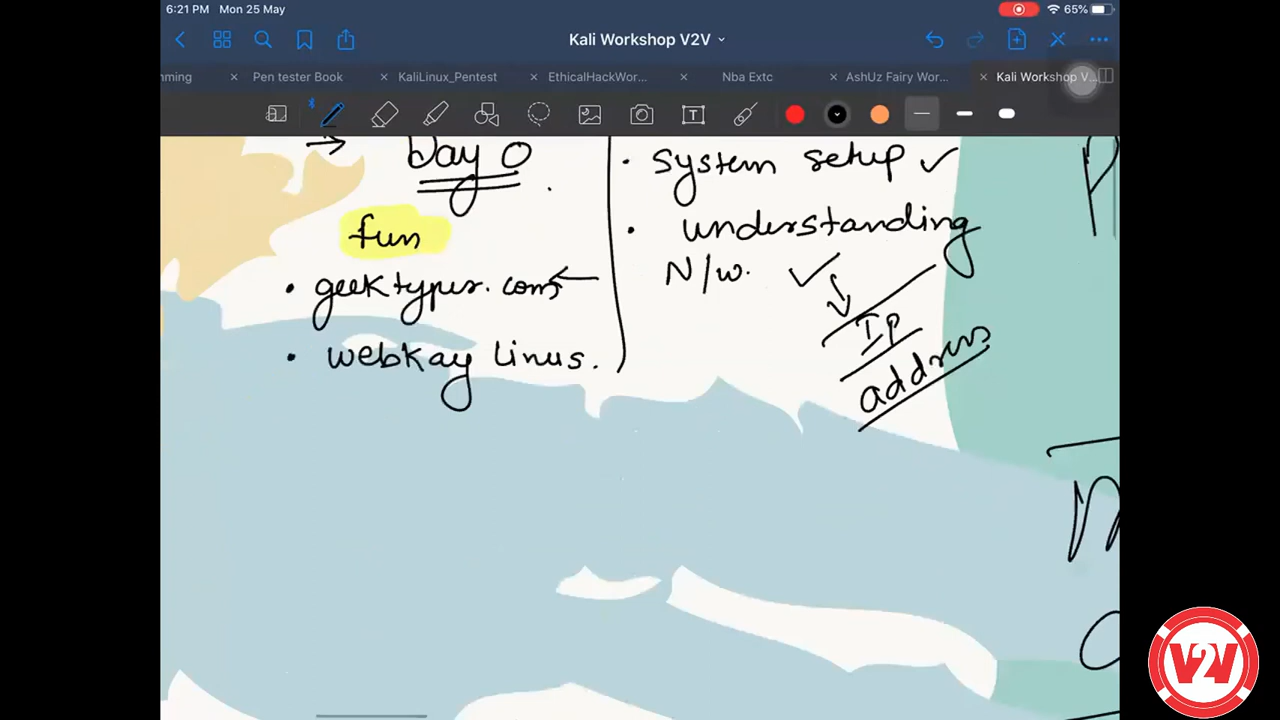 6:21 PM Mon 25 May
65%
Kali Workshop V2V
mming
Pen tester Book
KaliLinux_Pentest
EthicalHackWor...
Nba Extc
AshUz Fairy Wor...
Kali Workshop V...
T
→ Day 0
fun
• geektyper.com ←
• webkay linus.
• System setup ✓
• understanding
N/w. ✓
Ip
address
P
V2V